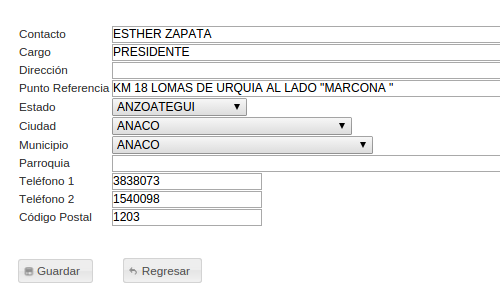 Contacto ESTHER ZAPATA
Cargo PRESIDENTE
Dirección
Punto Referencia KM 18 LOMAS DE URQUIA AL LADO "MARCONA "
Estado ANZOATEGUI
Ciudad ANACO
Municipio ANACO
Parroquia
Teléfono 1 3838073
Teléfono 2 1540098
Código Postal 1203
Guardar Regresar